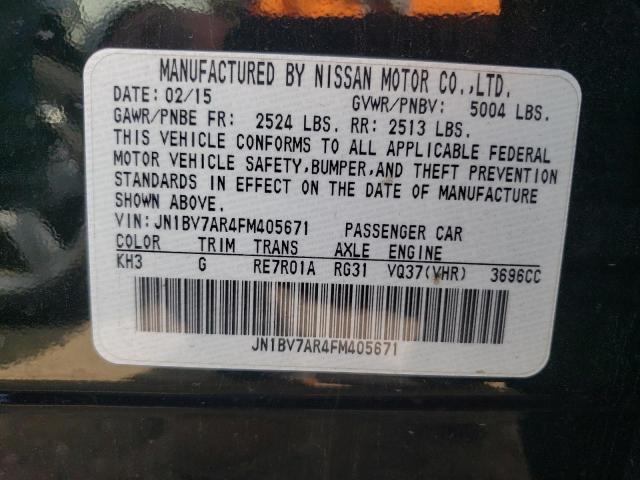 MANUFACTURED BY NISSAN MOTOR CO.,LTD.
DATE: 02/15 GVWR/PNBV: 5004 LBS.
GAWR/PNBE FR: 2524 LBS. RR: 2513 LBS.
THIS VEHICLE CONFORMS TO ALL APPLICABLE FEDERAL
MOTOR VEHICLE SAFETY,BUMPER,AND THEFT PREVENTION
STANDARDS IN EFFECT ON THE DATE OF MANUFACTURE
SHOWN ABOVE.
VIN: JN1BV7AR4FM405671 PASSENGER CAR
COLOR TRIM TRANS AXLE ENGINE
KH3 G RE7R01A RG31 VQ37(VHR) 3696CC
JN1BV7AR4FM405671